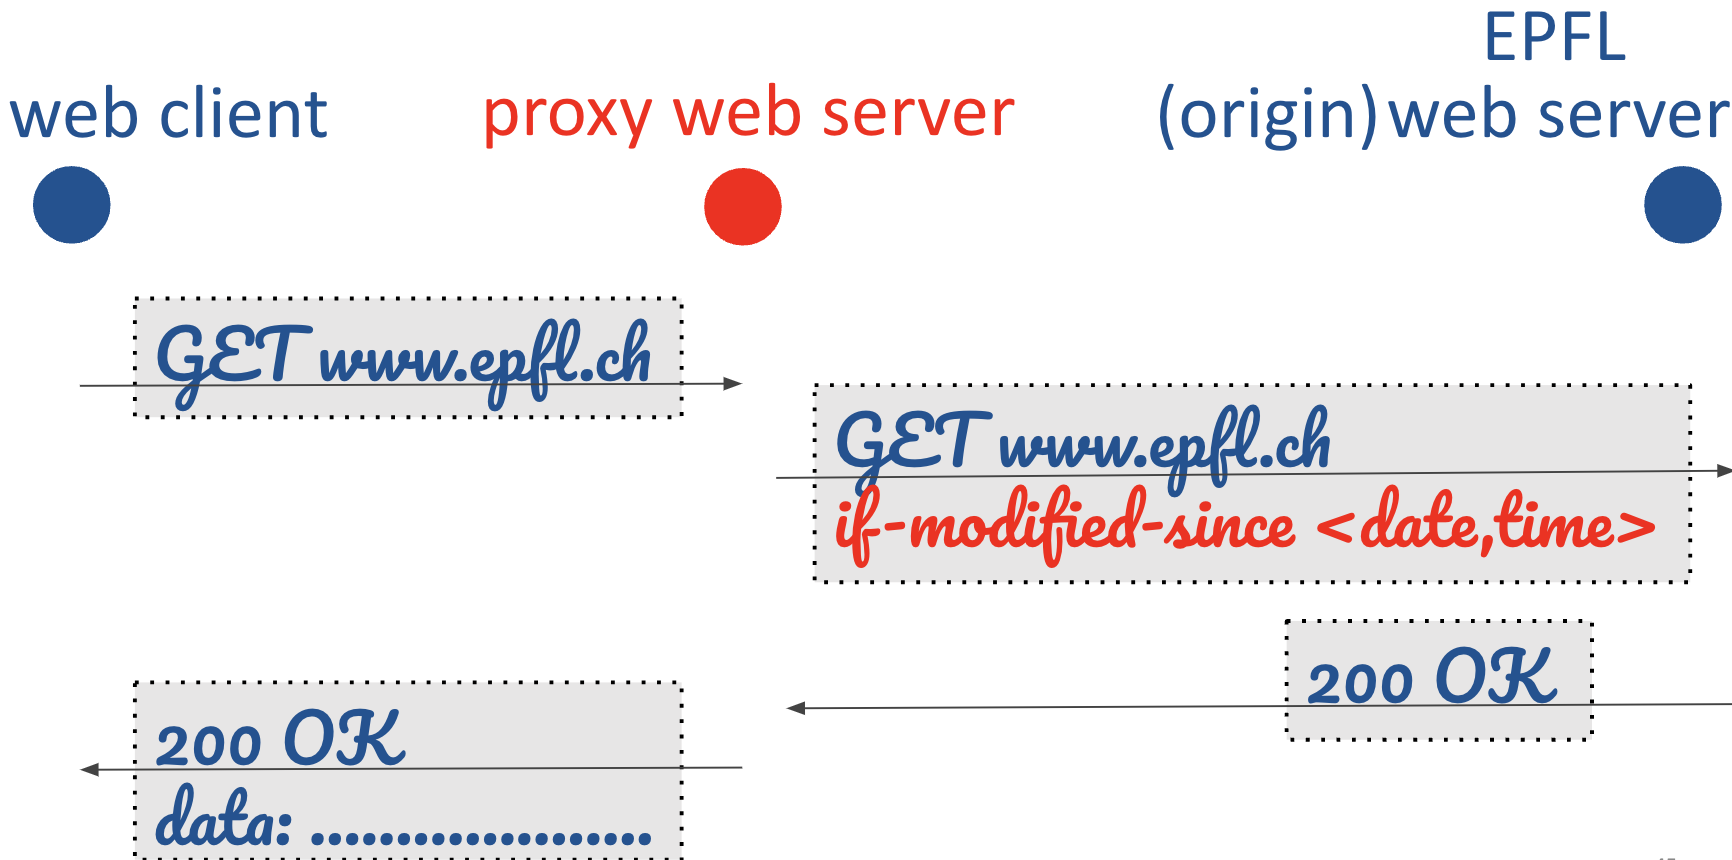 EPFL
web client
proxy web server
(origin) web server
GET www.epfl.ch
GET www.epfl.ch
if-modified-since <date,time>
200 OK
200 OK
data: ....................